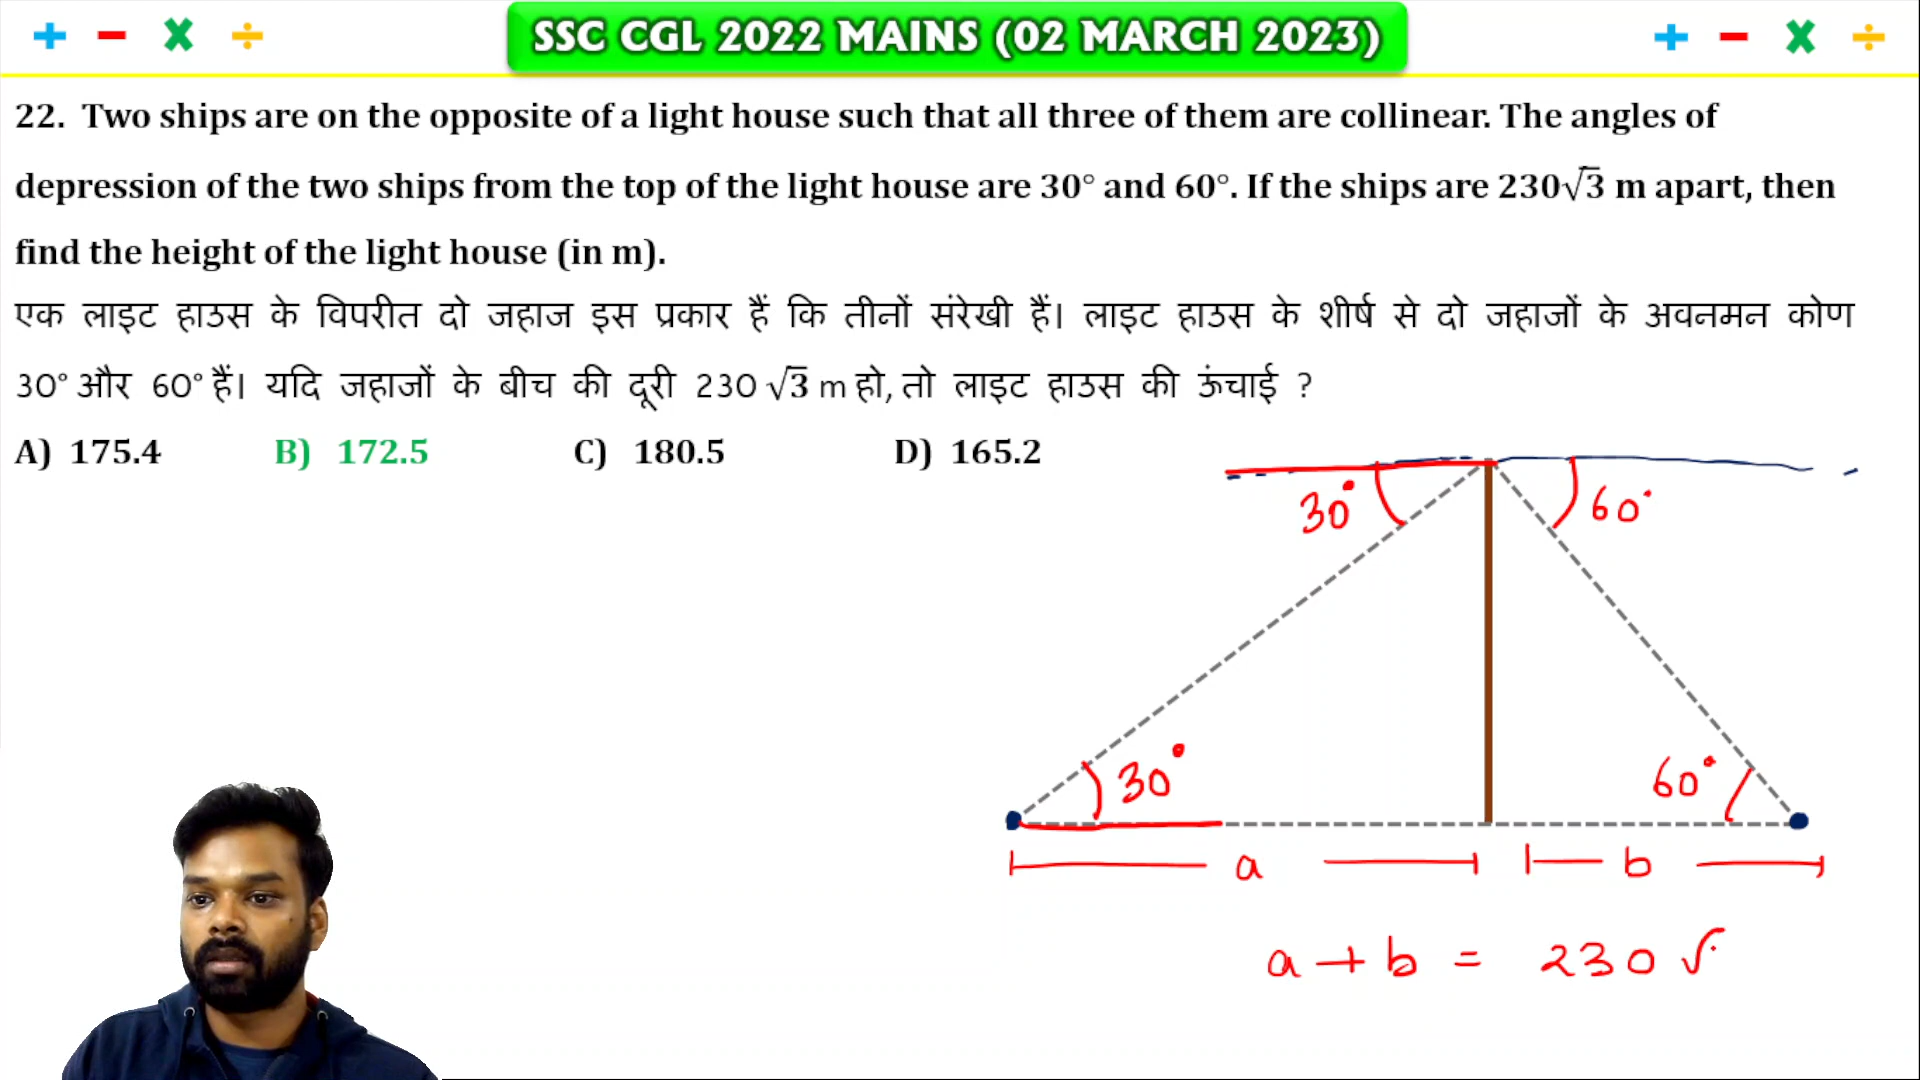 + − × ÷ SSC CGL 2022 MAINS (02 MARCH 2023) + − × ÷
22. Two ships are on the opposite of a light house such that all three of them are collinear. The angles of
depression of the two ships from the top of the light house are 30° and 60°. If the ships are 230√3 m apart, then
find the height of the light house (in m).
एक लाइट हाउस के विपरीत दो जहाज इस प्रकार हैं कि तीनों संरेखी हैं। लाइट हाउस के शीर्ष से दो जहाजों के अवनमन कोण
30° और 60° हैं। यदि जहाजों के बीच की दूरी 230 √3 m हो, तो लाइट हाउस की ऊंचाई ?
A) 175.4 B) 172.5 C) 180.5 D) 165.2
30° 60°
30° 60°
a b
a + b = 230 √